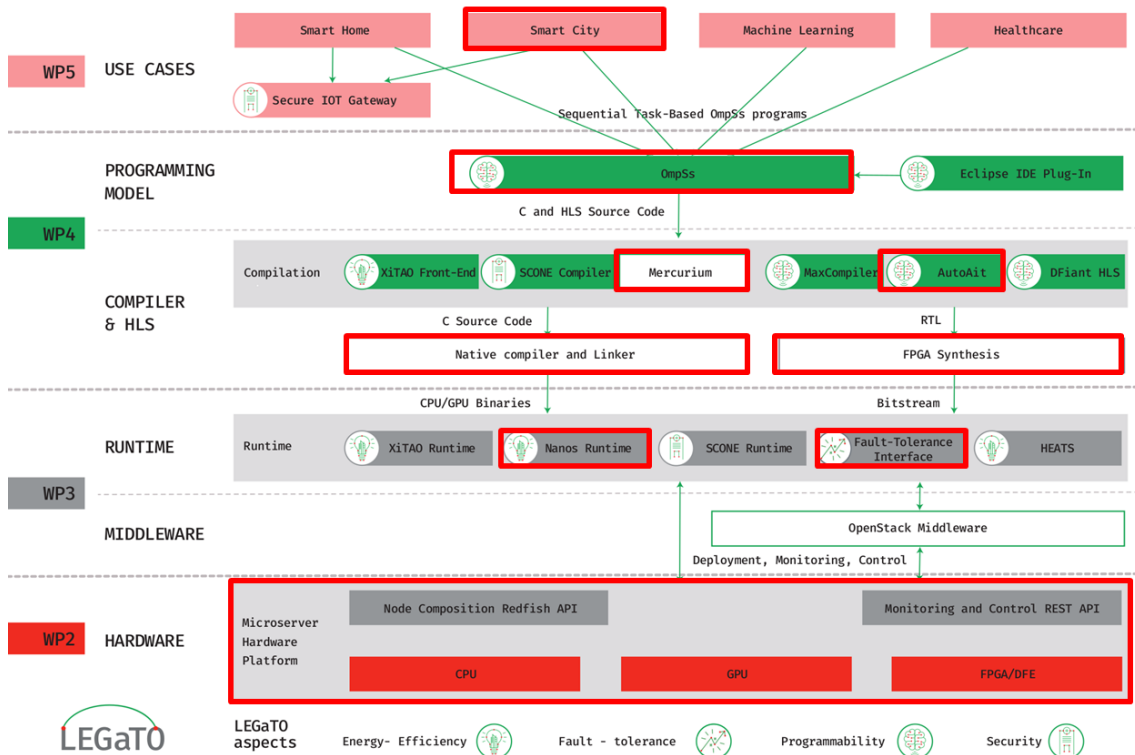 Smart Home
Smart City
Machine Learning
Healthcare
WP5
USE CASES
Secure IOT Gateway
Sequential Task-Based OmpSs programs
PROGRAMMING
MODEL
OmpSs
Eclipse IDE Plug-In
C and HLS Source Code
WP4
Compilation
XiTAO Front-End
SCONE Compiler
Mercurium
MaxCompiler
AutoAit
DFiant HLS
COMPILER
& HLS
C Source Code
RTL
Native compiler and Linker
FPGA Synthesis
CPU/GPU Binaries
Bitstream
RUNTIME
Runtime
XiTAO Runtime
Nanos Runtime
SCONE Runtime
Fault-Tolerance
Interface
HEATS
WP3
MIDDLEWARE
OpenStack Middleware
Deployment, Monitoring, Control
Node Composition Redfish API
Monitoring and Control REST API
Microserver
Hardware
Platform
WP2
HARDWARE
CPU
GPU
FPGA/DFE
LEGaTO
LEGaTO
aspects
Energy- Efficiency
Fault - tolerance
Programmability
Security